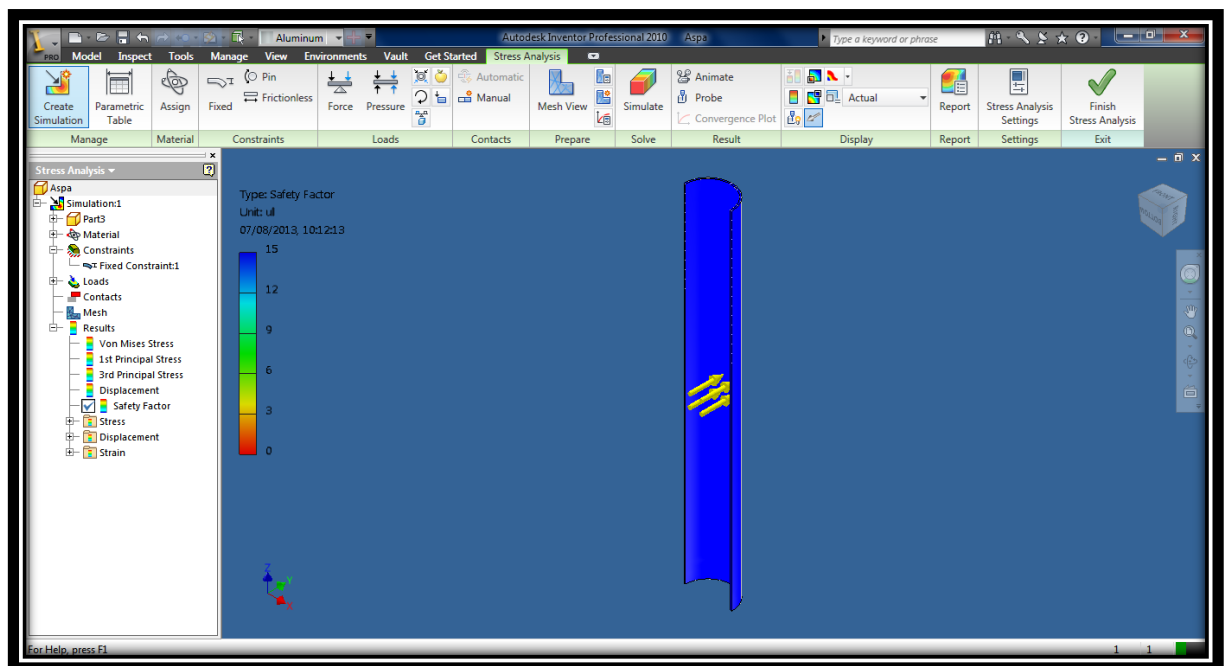 Aluminum
Autodesk Inventor Professional 2010 Aspa
Type a keyword or phrase
PRO Model Inspect Tools Manage View Environments Vault Get Started Stress Analysis
Create Simulation
Parametric Table
Assign
Fixed
Pin
Frictionless
Force
Pressure
Automatic
Manual
Mesh View
Simulate
Animate
Probe
Convergence Plot
Actual
Report
Stress Analysis Settings
Finish Stress Analysis
Manage Material Constraints Loads Contacts Prepare Solve Result Display Report Settings Exit
Stress Analysis
Aspa
Simulation:1
Part3
Material
Constraints
Fixed Constraint:1
Loads
Contacts
Mesh
Results
Von Mises Stress
1st Principal Stress
3rd Principal Stress
Displacement
Safety Factor
Stress
Displacement
Strain
Type: Safety Factor
Unit: ul
07/08/2013, 10:12:13
15
12
9
6
3
0
Z
Y
X
For Help, press F1
1 1